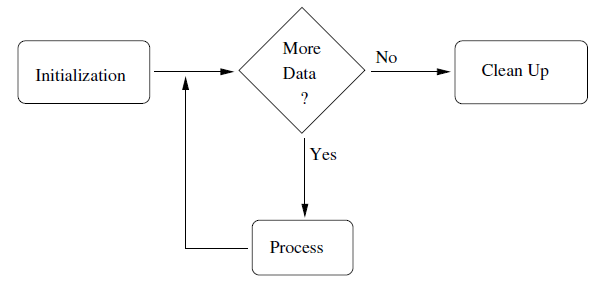 Initialization
More
Data
?
No
Clean Up
Yes
Process